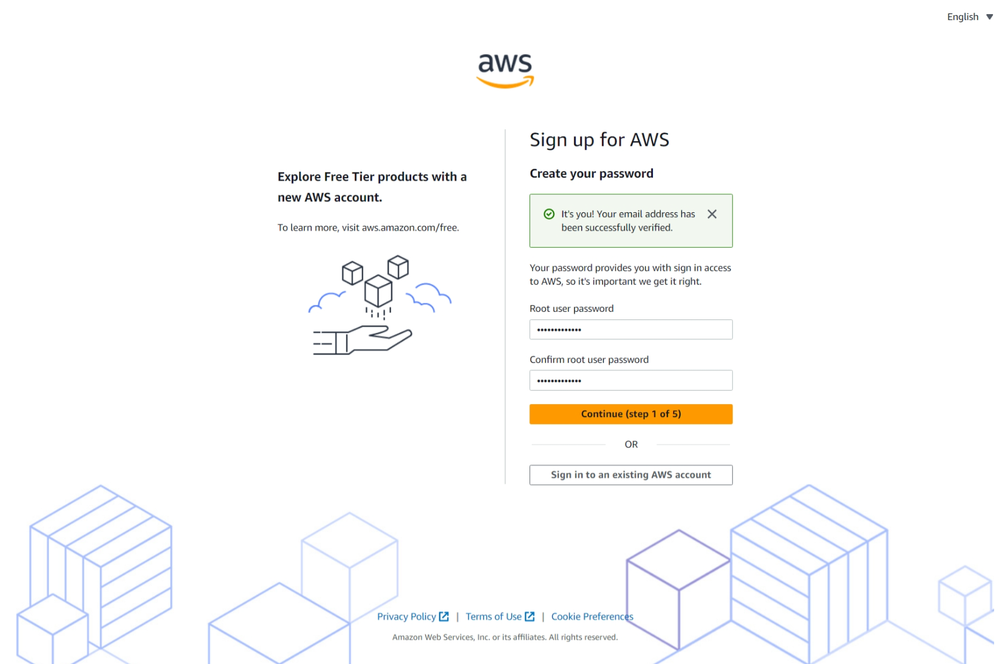 English
aws
Explore Free Tier products with a
new AWS account.
To learn more, visit aws.amazon.com/free.
Sign up for AWS
Create your password
It's you! Your email address has
been successfully verified.
Your password provides you with sign in access
to AWS, so it's important we get it right.
Root user password
•••••••••••••
Confirm root user password
•••••••••••••
Continue (step 1 of 5)
OR
Sign in to an existing AWS account
Privacy Policy | Terms of Use | Cookie Preferences
Amazon Web Services, Inc. or its affiliates. All rights reserved.